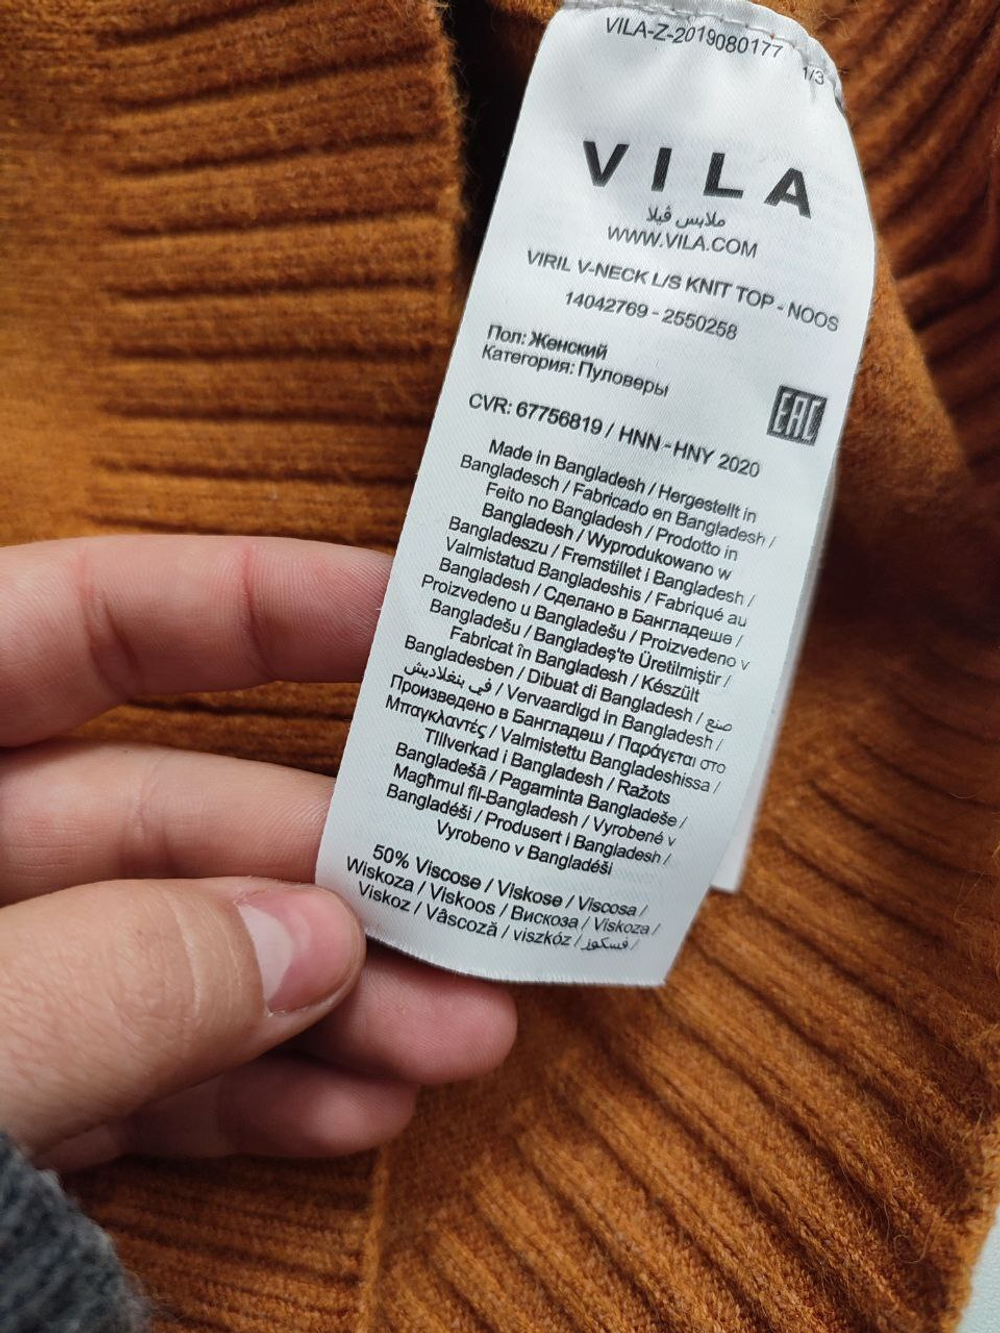 VILA-Z-2019080177
1/3
VILA
ملابس ڤيلا
WWW.VILA.COM
VIRIL V-NECK L/S KNIT TOP - NOOS
14042769 - 2550258
Пол: Женский
Категория: Пуловеры
EAC
CVR: 67756819 / HNN - HNY 2020
Made in Bangladesh / Hergestellt in
Bangladesch / Fabricado en Bangladesh /
Feito no Bangladesh / Prodotto in
Bangladesh / Wyprodukowano w
Bangladeszu / Fremstillet i Bangladesh /
Valmistatud Bangladeshis / Fabriqué au
Bangladesh / Сделано в Бангладеше /
Proizvedeno u Bangladešu / Proizvedeno v
Bangladešu / Bangladeş'te Üretilmiştir /
Fabricat în Bangladesh / Készült
Bangladesben / Dibuat di Bangladesh / صنع
في بنغلاديش / Vervaardigd in Bangladesh /
Произведено в Бангладеш / Παράγεται στο
Μπαγκλαντές / Valmistettu Bangladeshissa /
Tillverkad i Bangladesh / Ražots
Bangladešā / Pagaminta Bangladeše /
Magħmul fil-Bangladesh / Vyrobené v
Bangladéši / Produsert i Bangladesh /
Vyrobeno v Bangladéši
50% Viscose / Viskose / Viscosa /
Wiskoza / Viskoos / Вискоза / Viskoza /
Viskoz / Vâscoză / viszkóz / فسكوز /